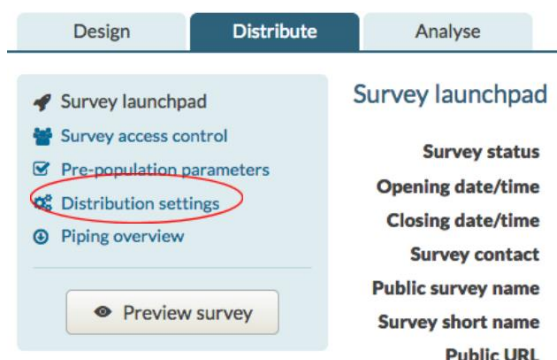 Design Distribute Analyse
Survey launchpad
Survey access control
Pre-population parameters
Distribution settings
Piping overview
Preview survey
Survey launchpad
Survey status
Opening date/time
Closing date/time
Survey contact
Public survey name
Survey short name
Public URL